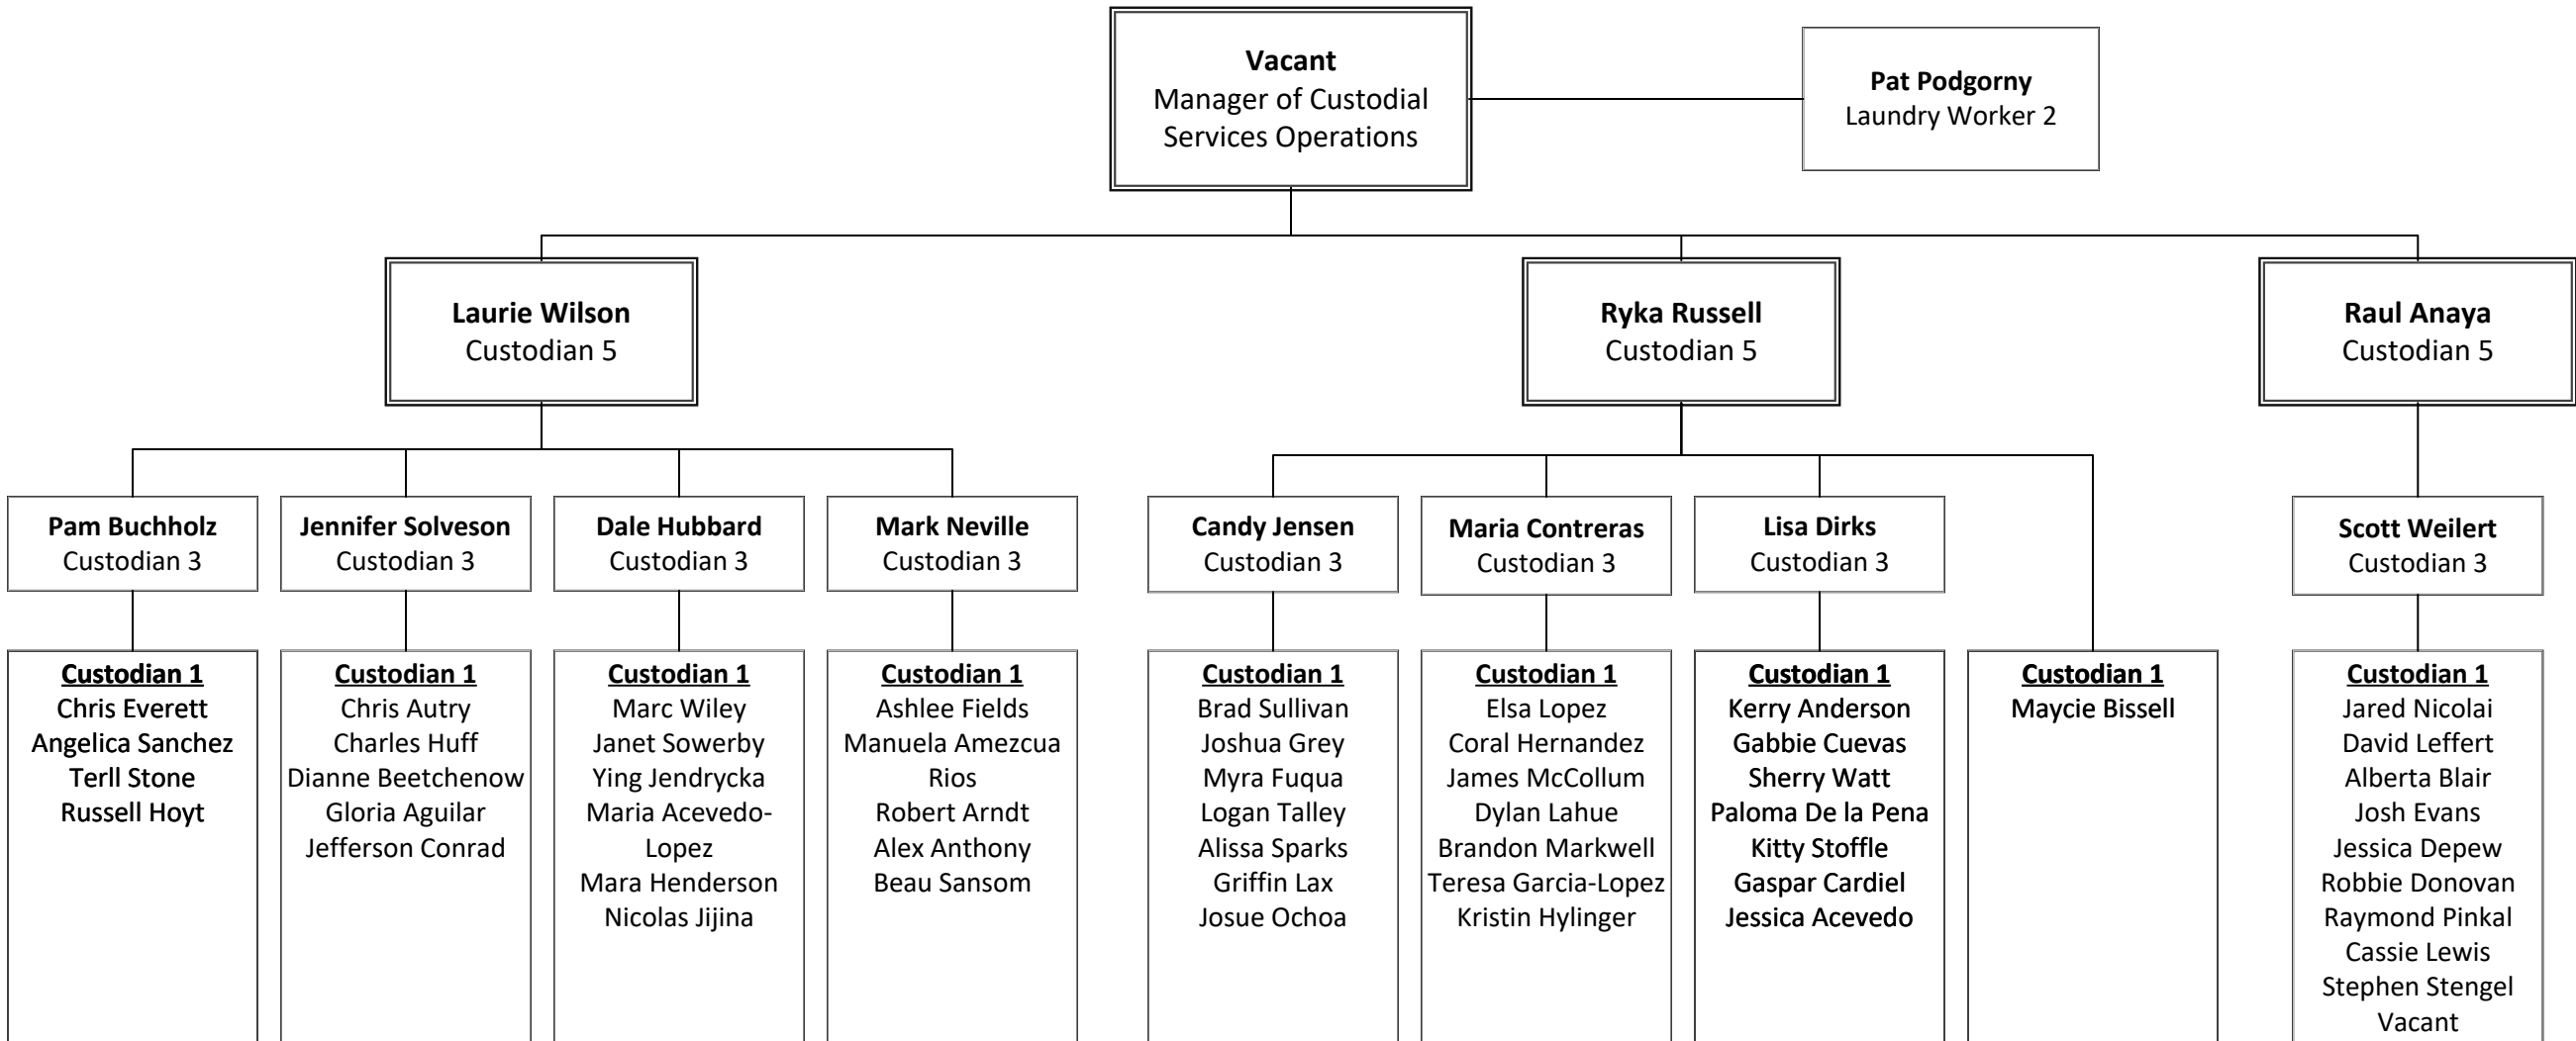 Vacant
Manager of Custodial
Services Operations
Pat Podgorny
Laundry Worker 2
Laurie Wilson
Custodian 5
Ryka Russell
Custodian 5
Raul Anaya
Custodian 5
Pam Buchholz
Custodian 3
Jennifer Solveson
Custodian 3
Dale Hubbard
Custodian 3
Mark Neville
Custodian 3
Candy Jensen
Custodian 3
Maria Contreras
Custodian 3
Lisa Dirks
Custodian 3
Scott Weilert
Custodian 3
Custodian 1
Chris Everett
Angelica Sanchez
Terll Stone
Russell Hoyt
Custodian 1
Chris Autry
Charles Huff
Dianne Beetchenow
Gloria Aguilar
Jefferson Conrad
Custodian 1
Marc Wiley
Janet Sowerby
Ying Jendrycka
Maria Acevedo-
Lopez
Mara Henderson
Nicolas Jijina
Custodian 1
Ashlee Fields
Manuela Amezcua
Rios
Robert Arndt
Alex Anthony
Beau Sansom
Custodian 1
Brad Sullivan
Joshua Grey
Myra Fuqua
Logan Talley
Alissa Sparks
Griffin Lax
Josue Ochoa
Custodian 1
Elsa Lopez
Coral Hernandez
James McCollum
Dylan Lahue
Brandon Markwell
Teresa Garcia-Lopez
Kristin Hylinger
Custodian 1
Kerry Anderson
Gabbie Cuevas
Sherry Watt
Paloma De la Pena
Kitty Stoffle
Gaspar Cardiel
Jessica Acevedo
Custodian 1
Maycie Bissell
Custodian 1
Jared Nicolai
David Leffert
Alberta Blair
Josh Evans
Jessica Depew
Robbie Donovan
Raymond Pinkal
Cassie Lewis
Stephen Stengel
Vacant